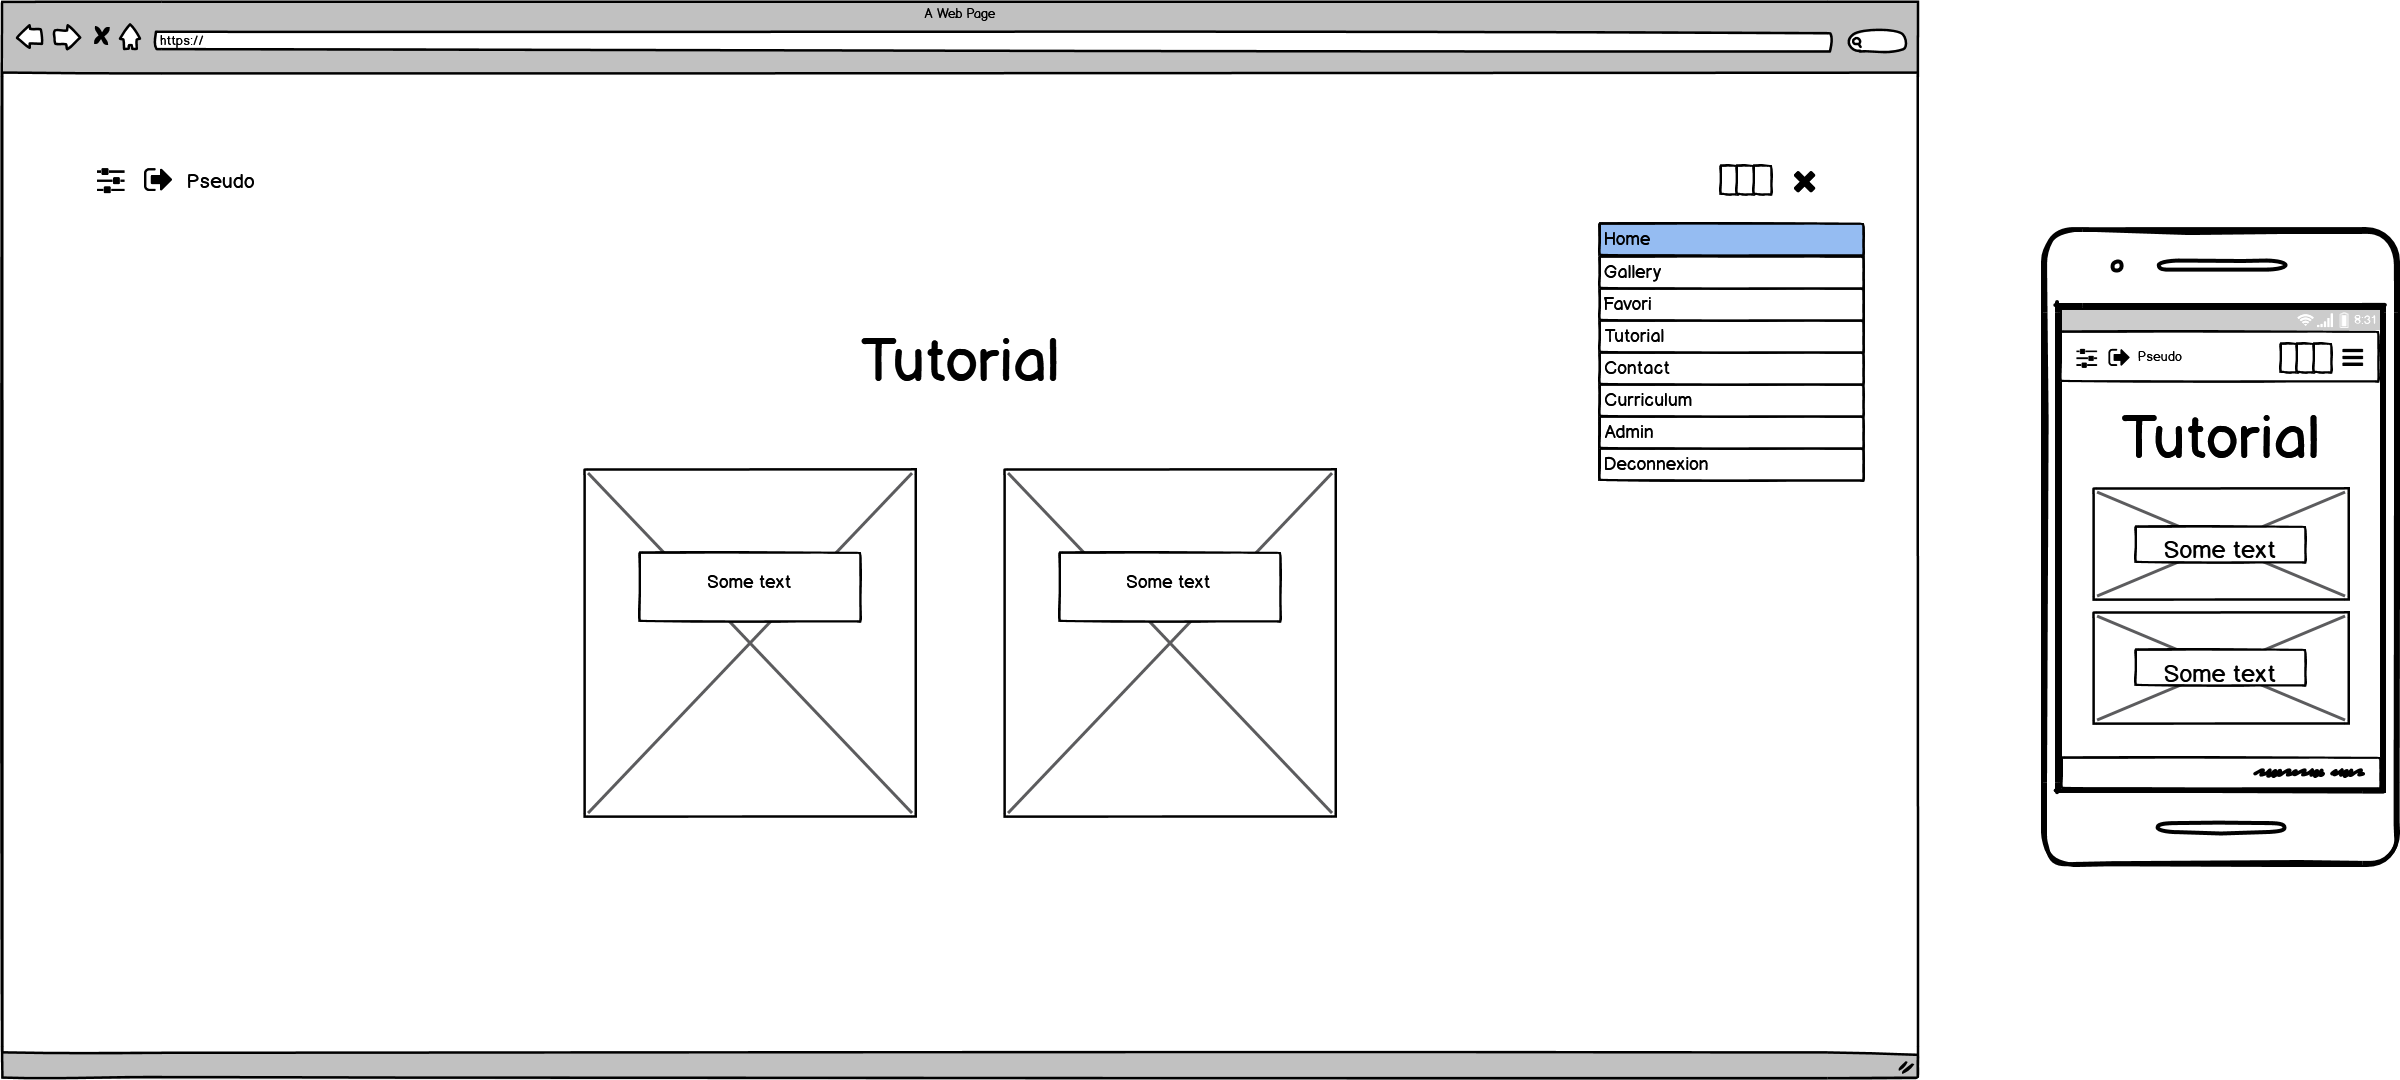 A Web Page
https://
Pseudo
Home
Gallery
Favori
Tutorial
Contact
Curriculum
Admin
Deconnexion
Tutorial
Some text
Some text
8:31
Pseudo
Tutorial
Some text
Some text